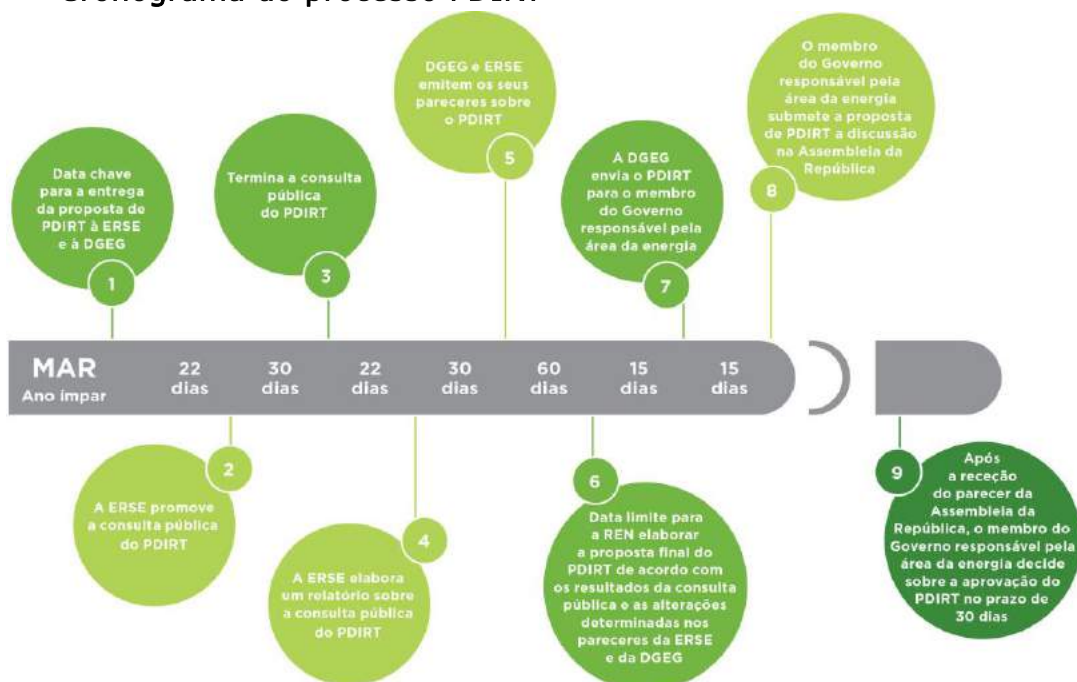 Cronograma do processo PDIRT
Data chave
para a entrega
da proposta de
PDIRT à ERSE
e à DGEG
1
Termina a consulta
pública
do PDIRT
3
DGEG e ERSE
emitem os seus
pareceres sobre
o PDIRT
5
A DGEG
envia o PDIRT
para o membro
do Governo
responsável pela
área da energia
7
O membro
do Governo
responsável pela
área da energia
submete a proposta
de PDIRT a discussão
na Assembleia da
República
8
MAR
Ano ímpar
22
dias
30
dias
22
dias
30
dias
60
dias
15
dias
15
dias
2
A ERSE promove
a consulta pública
do PDIRT
4
A ERSE elabora
um relatório sobre
a consulta pública
do PDIRT
6
Data limite para
a REN elaborar
a proposta final do
PDIRT de acordo com
os resultados da consulta
pública e as alterações
determinadas nos
pareceres da ERSE
e da DGEG
9
Após
a receção
do parecer da
Assembleia da
República, o membro do
Governo responsável pela
área da energia decide
sobre a aprovação do
PDIRT no prazo de
30 dias